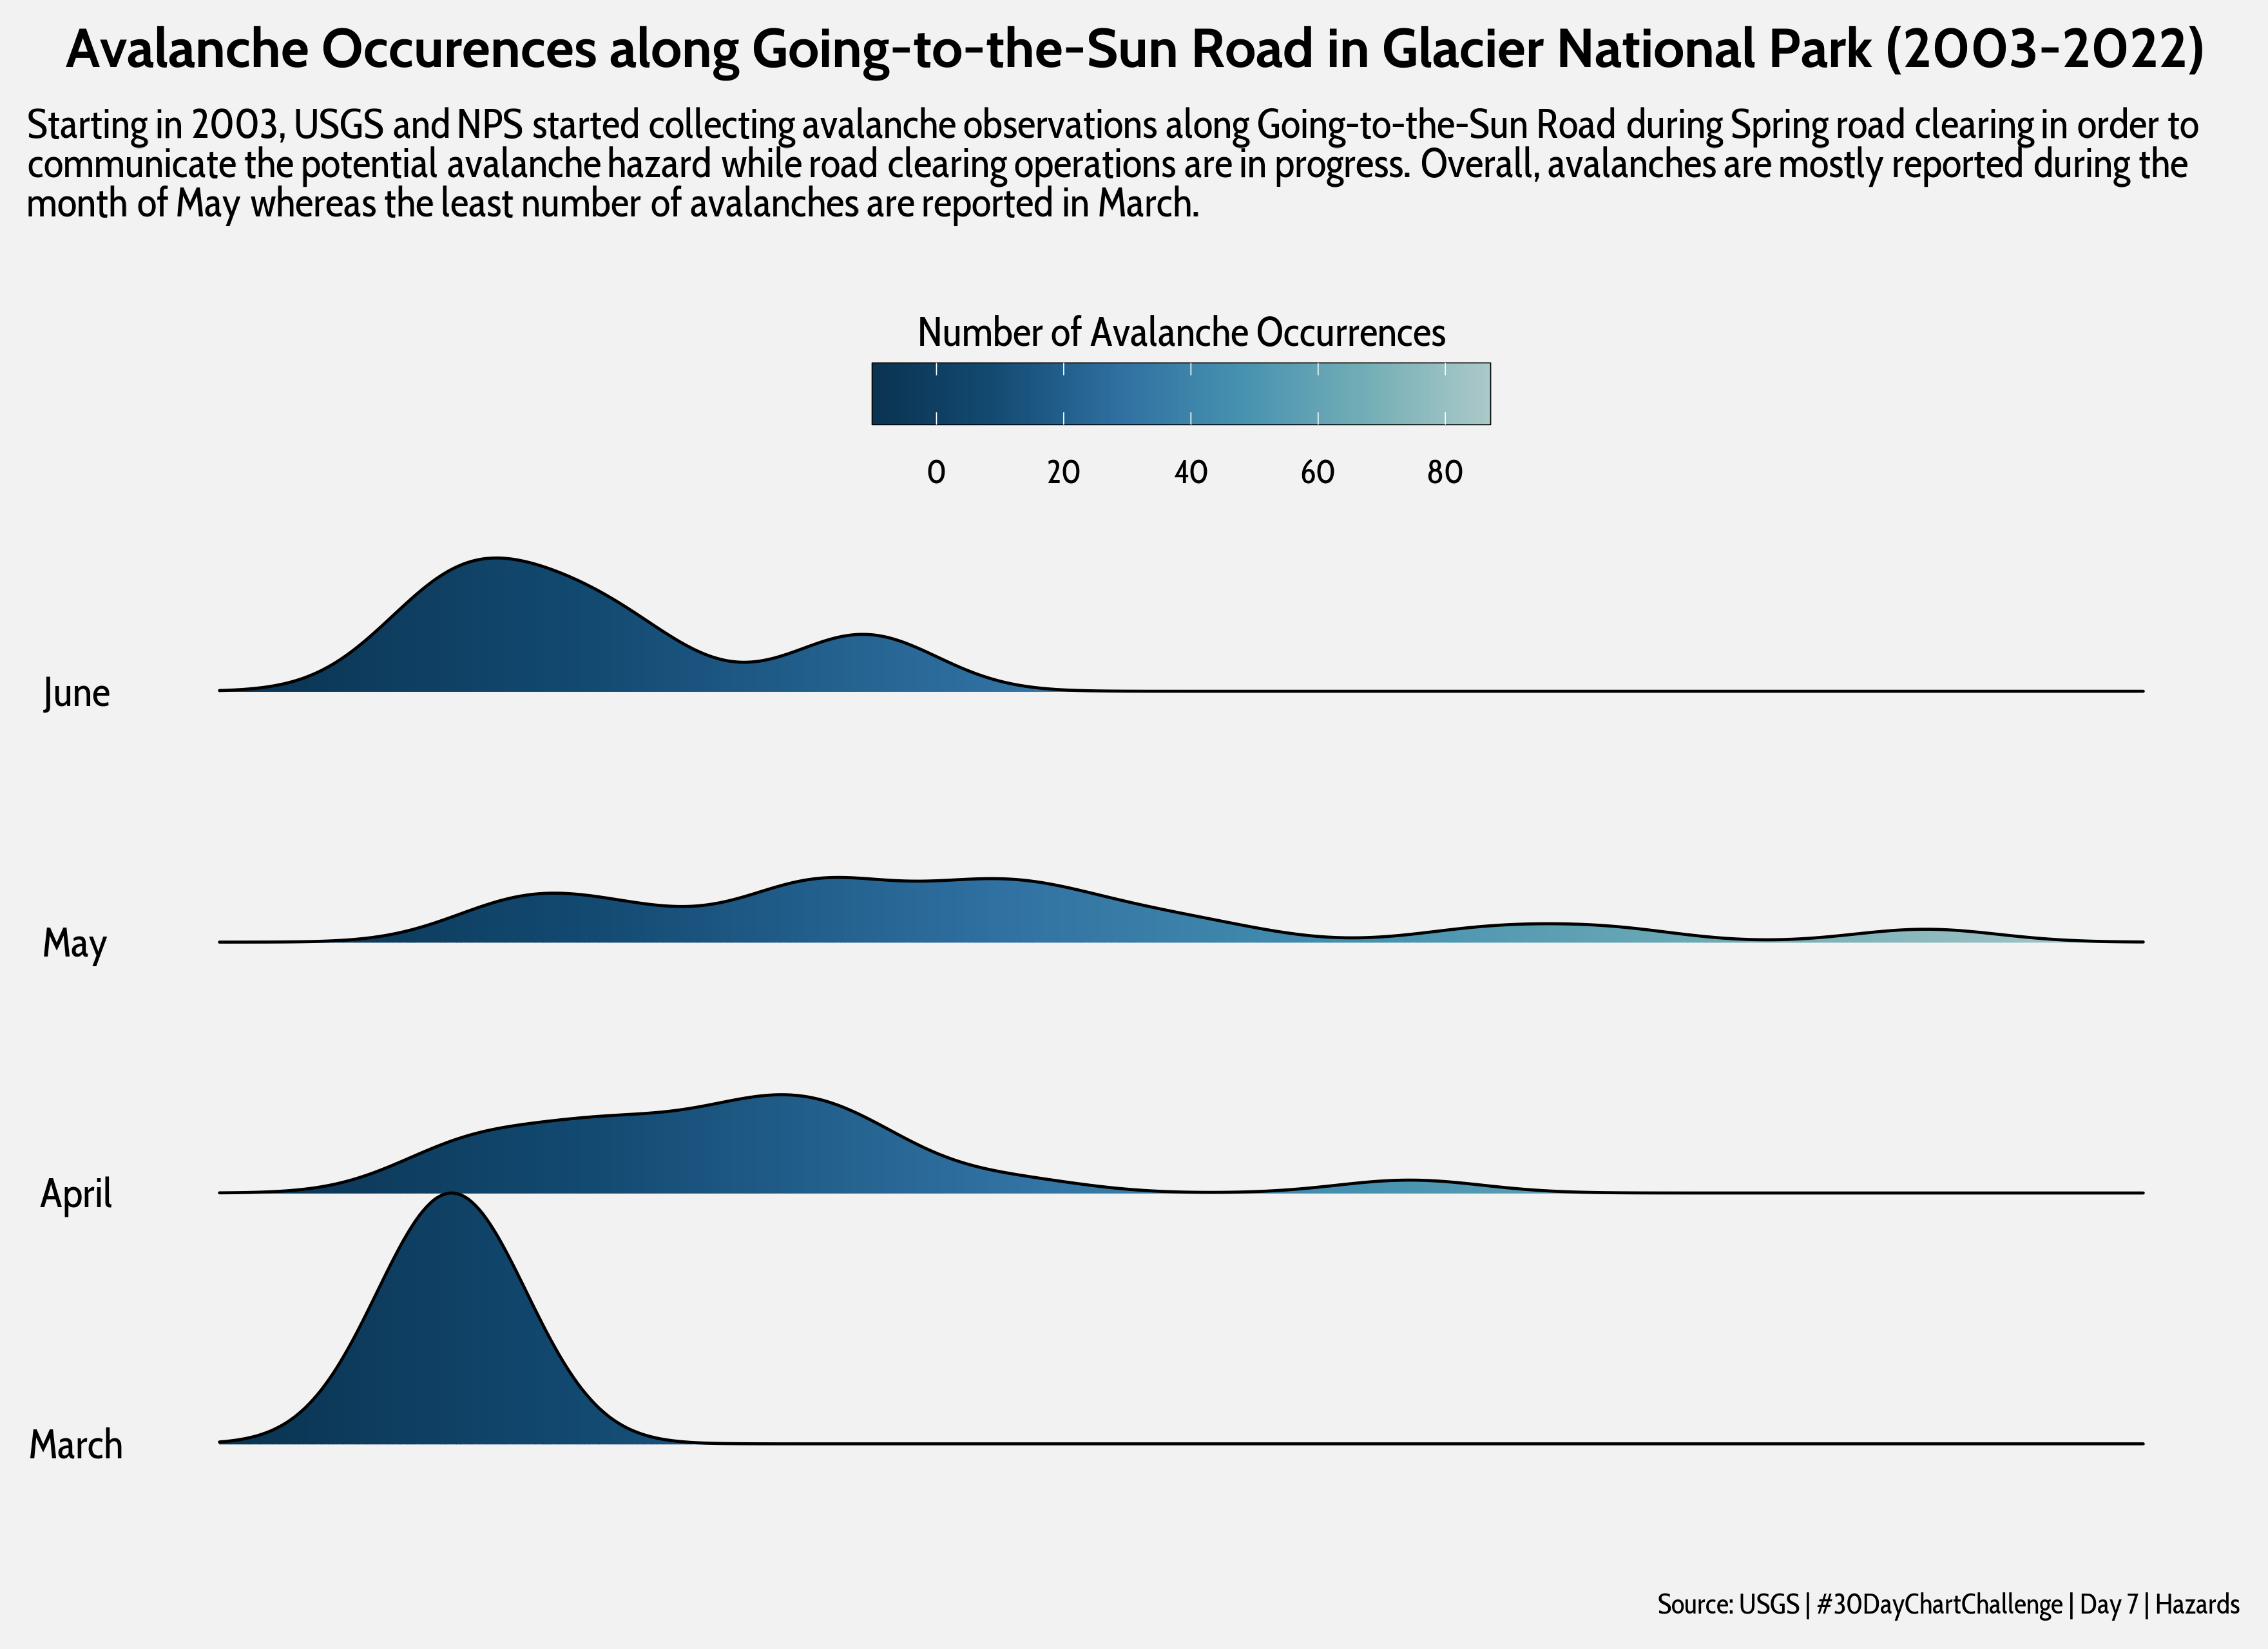 Avalanche Occurences along Going-to-the-Sun Road in Glacier National Park (2003-2022)
Starting in 2003, USGS and NPS started collecting avalanche observations along Going-to-the-Sun Road during Spring road clearing in order to
communicate the potential avalanche hazard while road clearing operations are in progress. Overall, avalanches are mostly reported during the
month of May whereas the least number of avalanches are reported in March.
Number of Avalanche Occurrences
0 20 40 60 80
June
May
April
March
Source: USGS | #30DayChartChallenge | Day 7 | Hazards